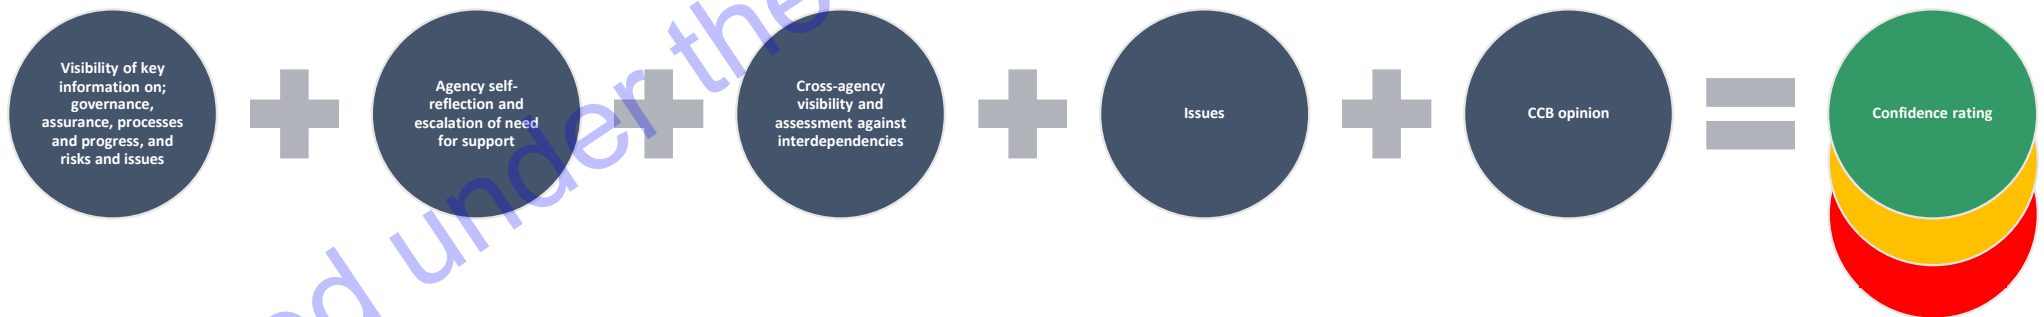 Visibility of key
information on;
governance,
assurance, processes
and progress, and
risks and issues
Agency self-
reflection and
escalation of need
for support
Cross-agency
visibility and
assessment against
interdependencies
Issues
CCB opinion
Confidence rating
under the